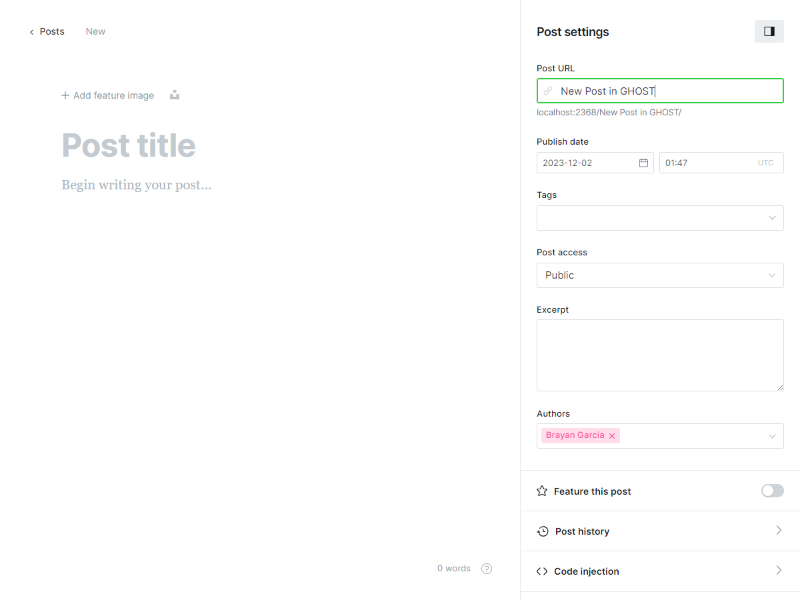 Posts New
Add feature image
Post title
Begin writing your post...
0 words
Post settings
Post URL
New Post in GHOST
localhost:2368/New Post in GHOST/
Publish date
2023-12-02 01:47 UTC
Tags
Post access
Public
Excerpt
Authors
Brayan Garcia
Feature this post
Post history
Code injection